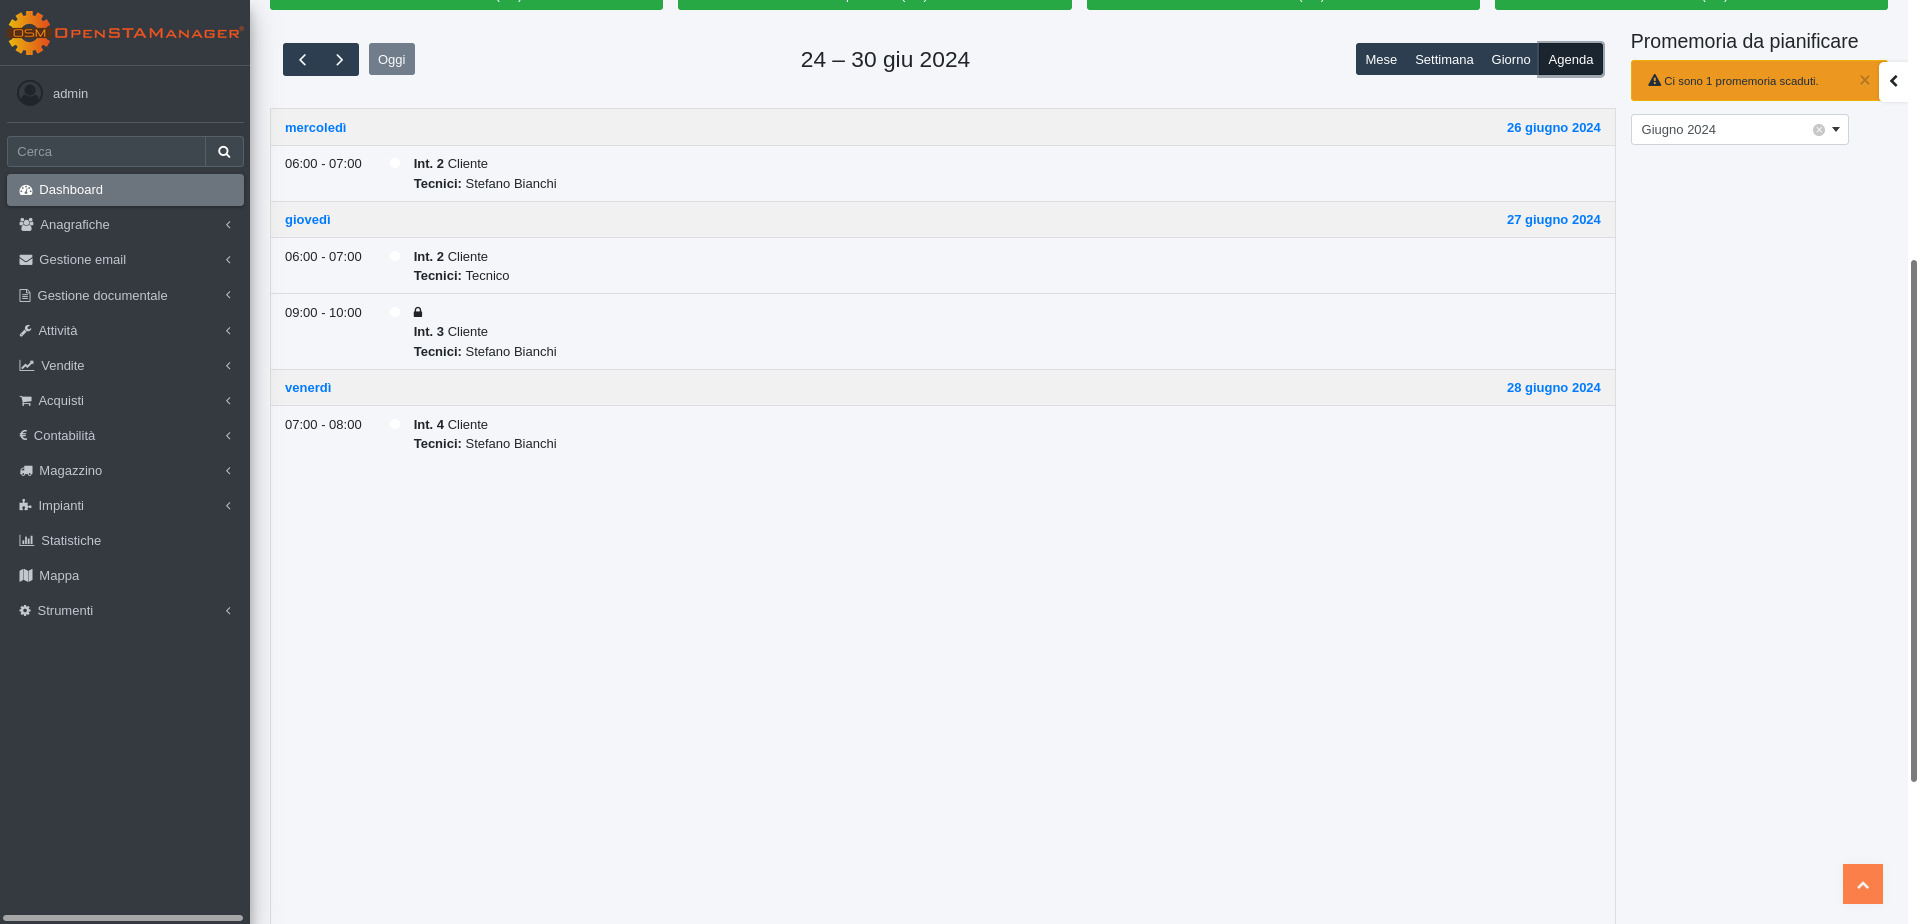 OSM OPENSTAMANAGER®
admin
Cerca
Dashboard
Anagrafiche
Gestione email
Gestione documentale
Attività
Vendite
Acquisti
Contabilità
Magazzino
Impianti
Statistiche
Mappa
Strumenti
Oggi
24 – 30 giu 2024
Mese Settimana Giorno Agenda
mercoledì 26 giugno 2024
06:00 - 07:00 Int. 2 Cliente
Tecnici: Stefano Bianchi
giovedì 27 giugno 2024
06:00 - 07:00 Int. 2 Cliente
Tecnici: Tecnico
09:00 - 10:00
Int. 3 Cliente
Tecnici: Stefano Bianchi
venerdì 28 giugno 2024
07:00 - 08:00 Int. 4 Cliente
Tecnici: Stefano Bianchi
Promemoria da pianificare
Ci sono 1 promemoria scaduti.
Giugno 2024